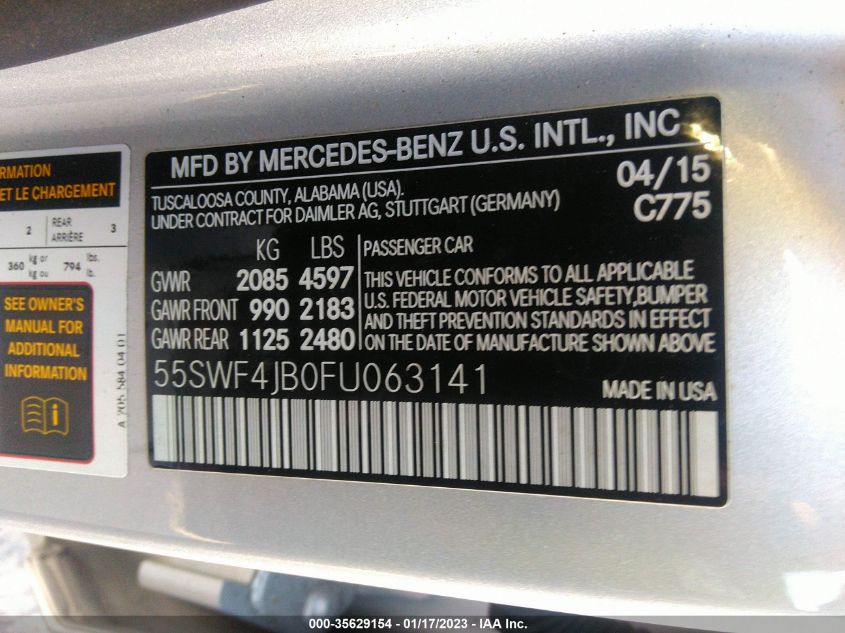 RMATION
ET LE CHARGEMENT
2 REAR ARRIÈRE 3
360 kg or kg ou 794 lbs. lb.
SEE OWNER'S
MANUAL FOR
ADDITIONAL
INFORMATION
A 205 584 04 01
MFD BY MERCEDES-BENZ U.S. INTL., INC
TUSCALOOSA COUNTY, ALABAMA (USA). 04/15
UNDER CONTRACT FOR DAIMLER AG, STUTTGART (GERMANY) C775
KG LBS PASSENGER CAR
GVWR 2085 4597 THIS VEHICLE CONFORMS TO ALL APPLICABLE
GAWR FRONT 990 2183 U.S. FEDERAL MOTOR VEHICLE SAFETY,BUMPER
AND THEFT PREVENTION STANDARDS IN EFFECT
GAWR REAR 1125 2480 ON THE DATE OF MANUFACTURE SHOWN ABOVE
55SWF4JB0FU063141 MADE IN USA
000-35629154 — 01/17/2023 — IAA Inc.